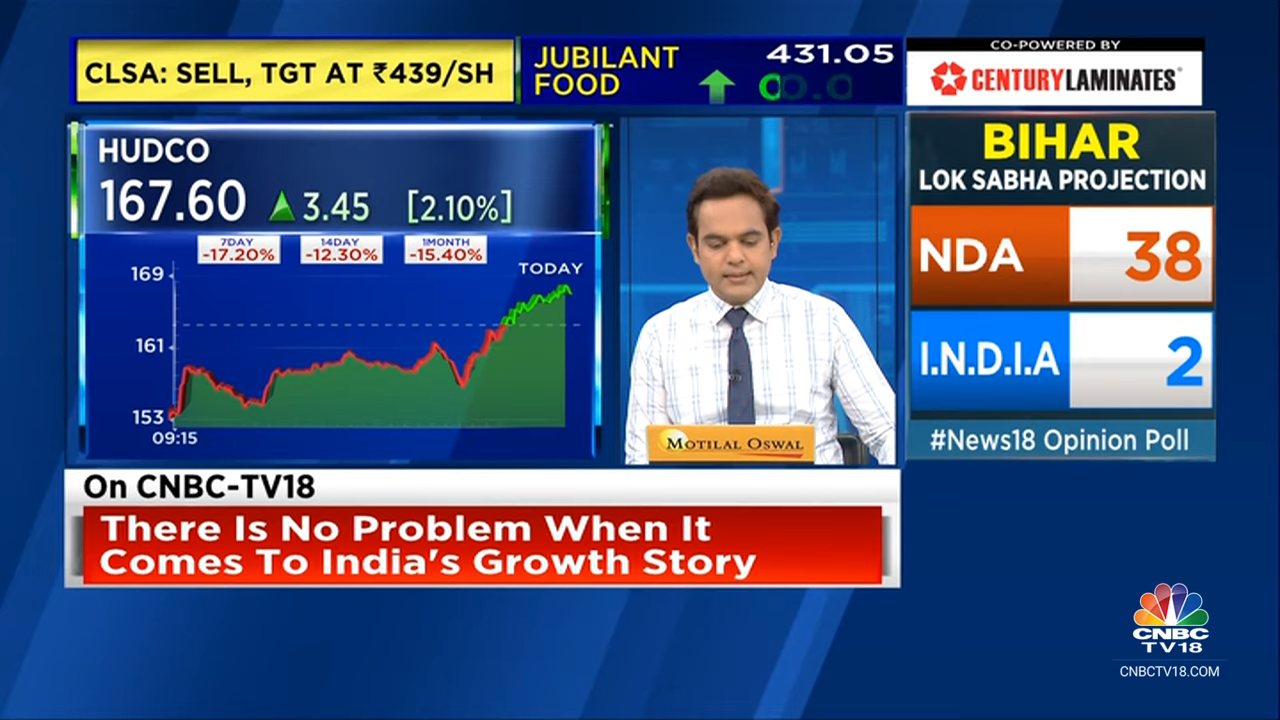 CLSA: SELL, TGT AT ₹439/SH
JUBILANT
FOOD
431.05
CO-POWERED BY
CENTURYLAMINATES®
HUDCO
167.60 ▲ 3.45 [2.10%]
7DAY
-17.20%
14DAY
-12.30%
1MONTH
-15.40%
TODAY
169
161
153
09:15
MOTILAL OSWAL
BIHAR
LOK SABHA PROJECTION
NDA 38
I.N.D.I.A 2
#News18 Opinion Poll
On CNBC-TV18
There Is No Problem When It
Comes To India's Growth Story
CNBC
TV18
CNBCTV18.COM